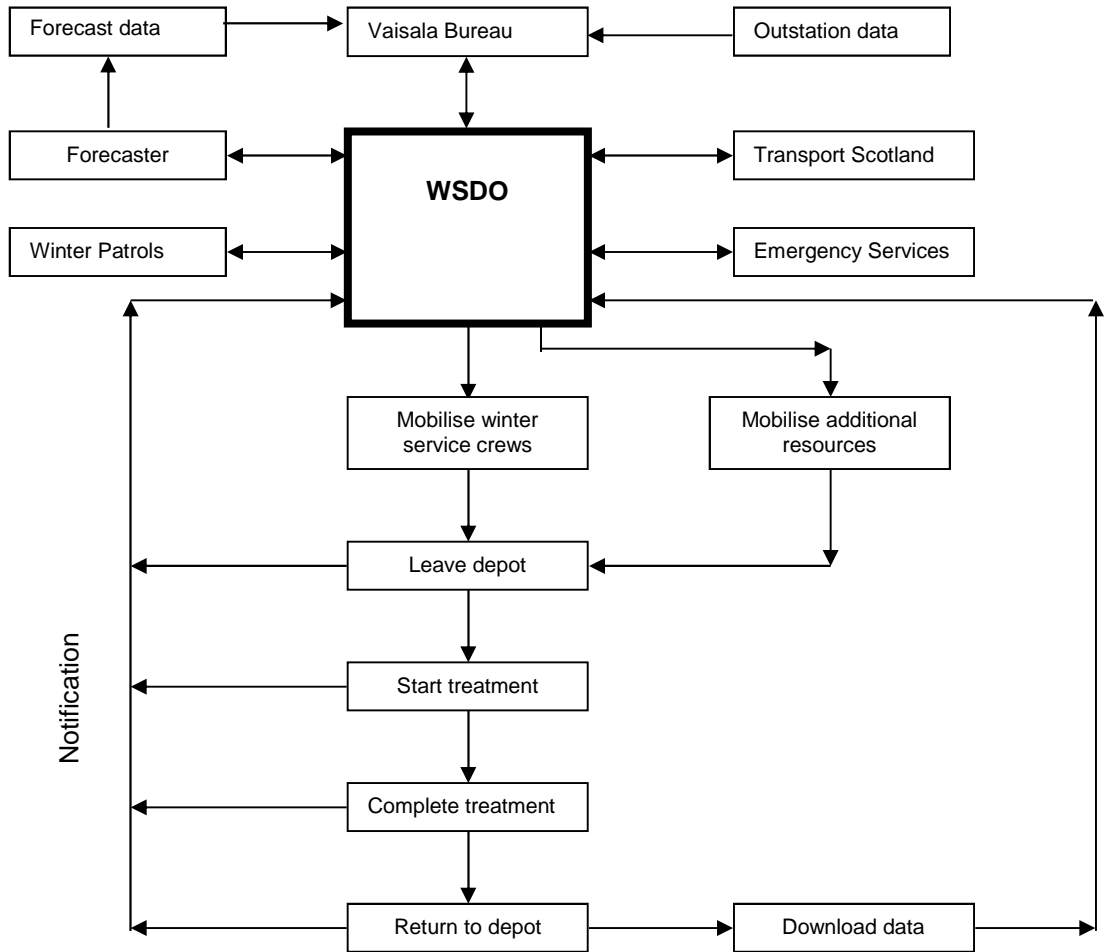 Forecast data
Vaisala Bureau
Outstation data
Forecaster
WSDO
Transport Scotland
Winter Patrols
Emergency Services
Mobilise winter
service crews
Mobilise additional
resources
Leave depot
Notification
Start treatment
Complete treatment
Return to depot
Download data